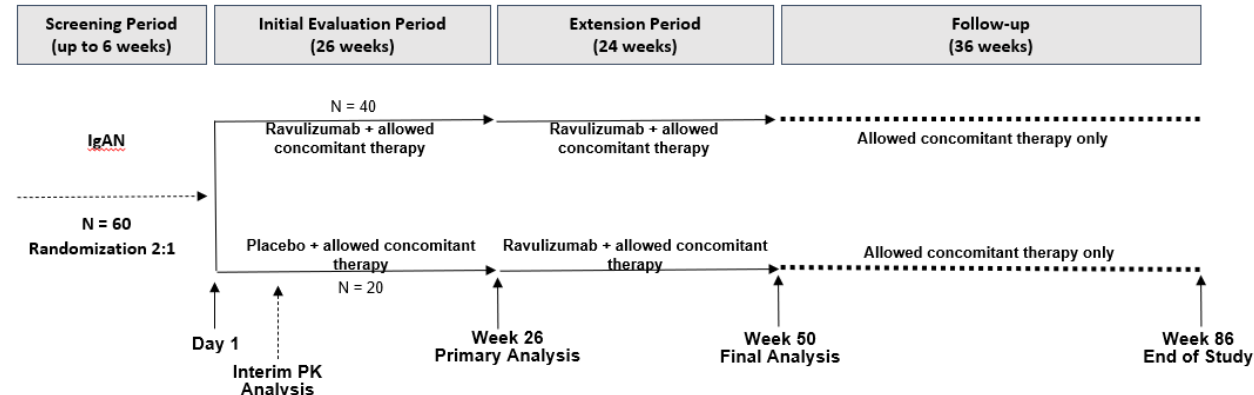 Screening Period
(up to 6 weeks)
Initial Evaluation Period
(26 weeks)
Extension Period
(24 weeks)
Follow-up
(36 weeks)
N = 40
Ravulizumab + allowed
concomitant therapy
Ravulizumab + allowed
concomitant therapy
Allowed concomitant therapy only
IgAN
N = 60
Randomization 2:1
Placebo + allowed concomitant
therapy
N = 20
Ravulizumab + allowed concomitant
therapy
Allowed concomitant therapy only
Day 1
Interim PK
Analysis
Week 26
Primary Analysis
Week 50
Final Analysis
Week 86
End of Study